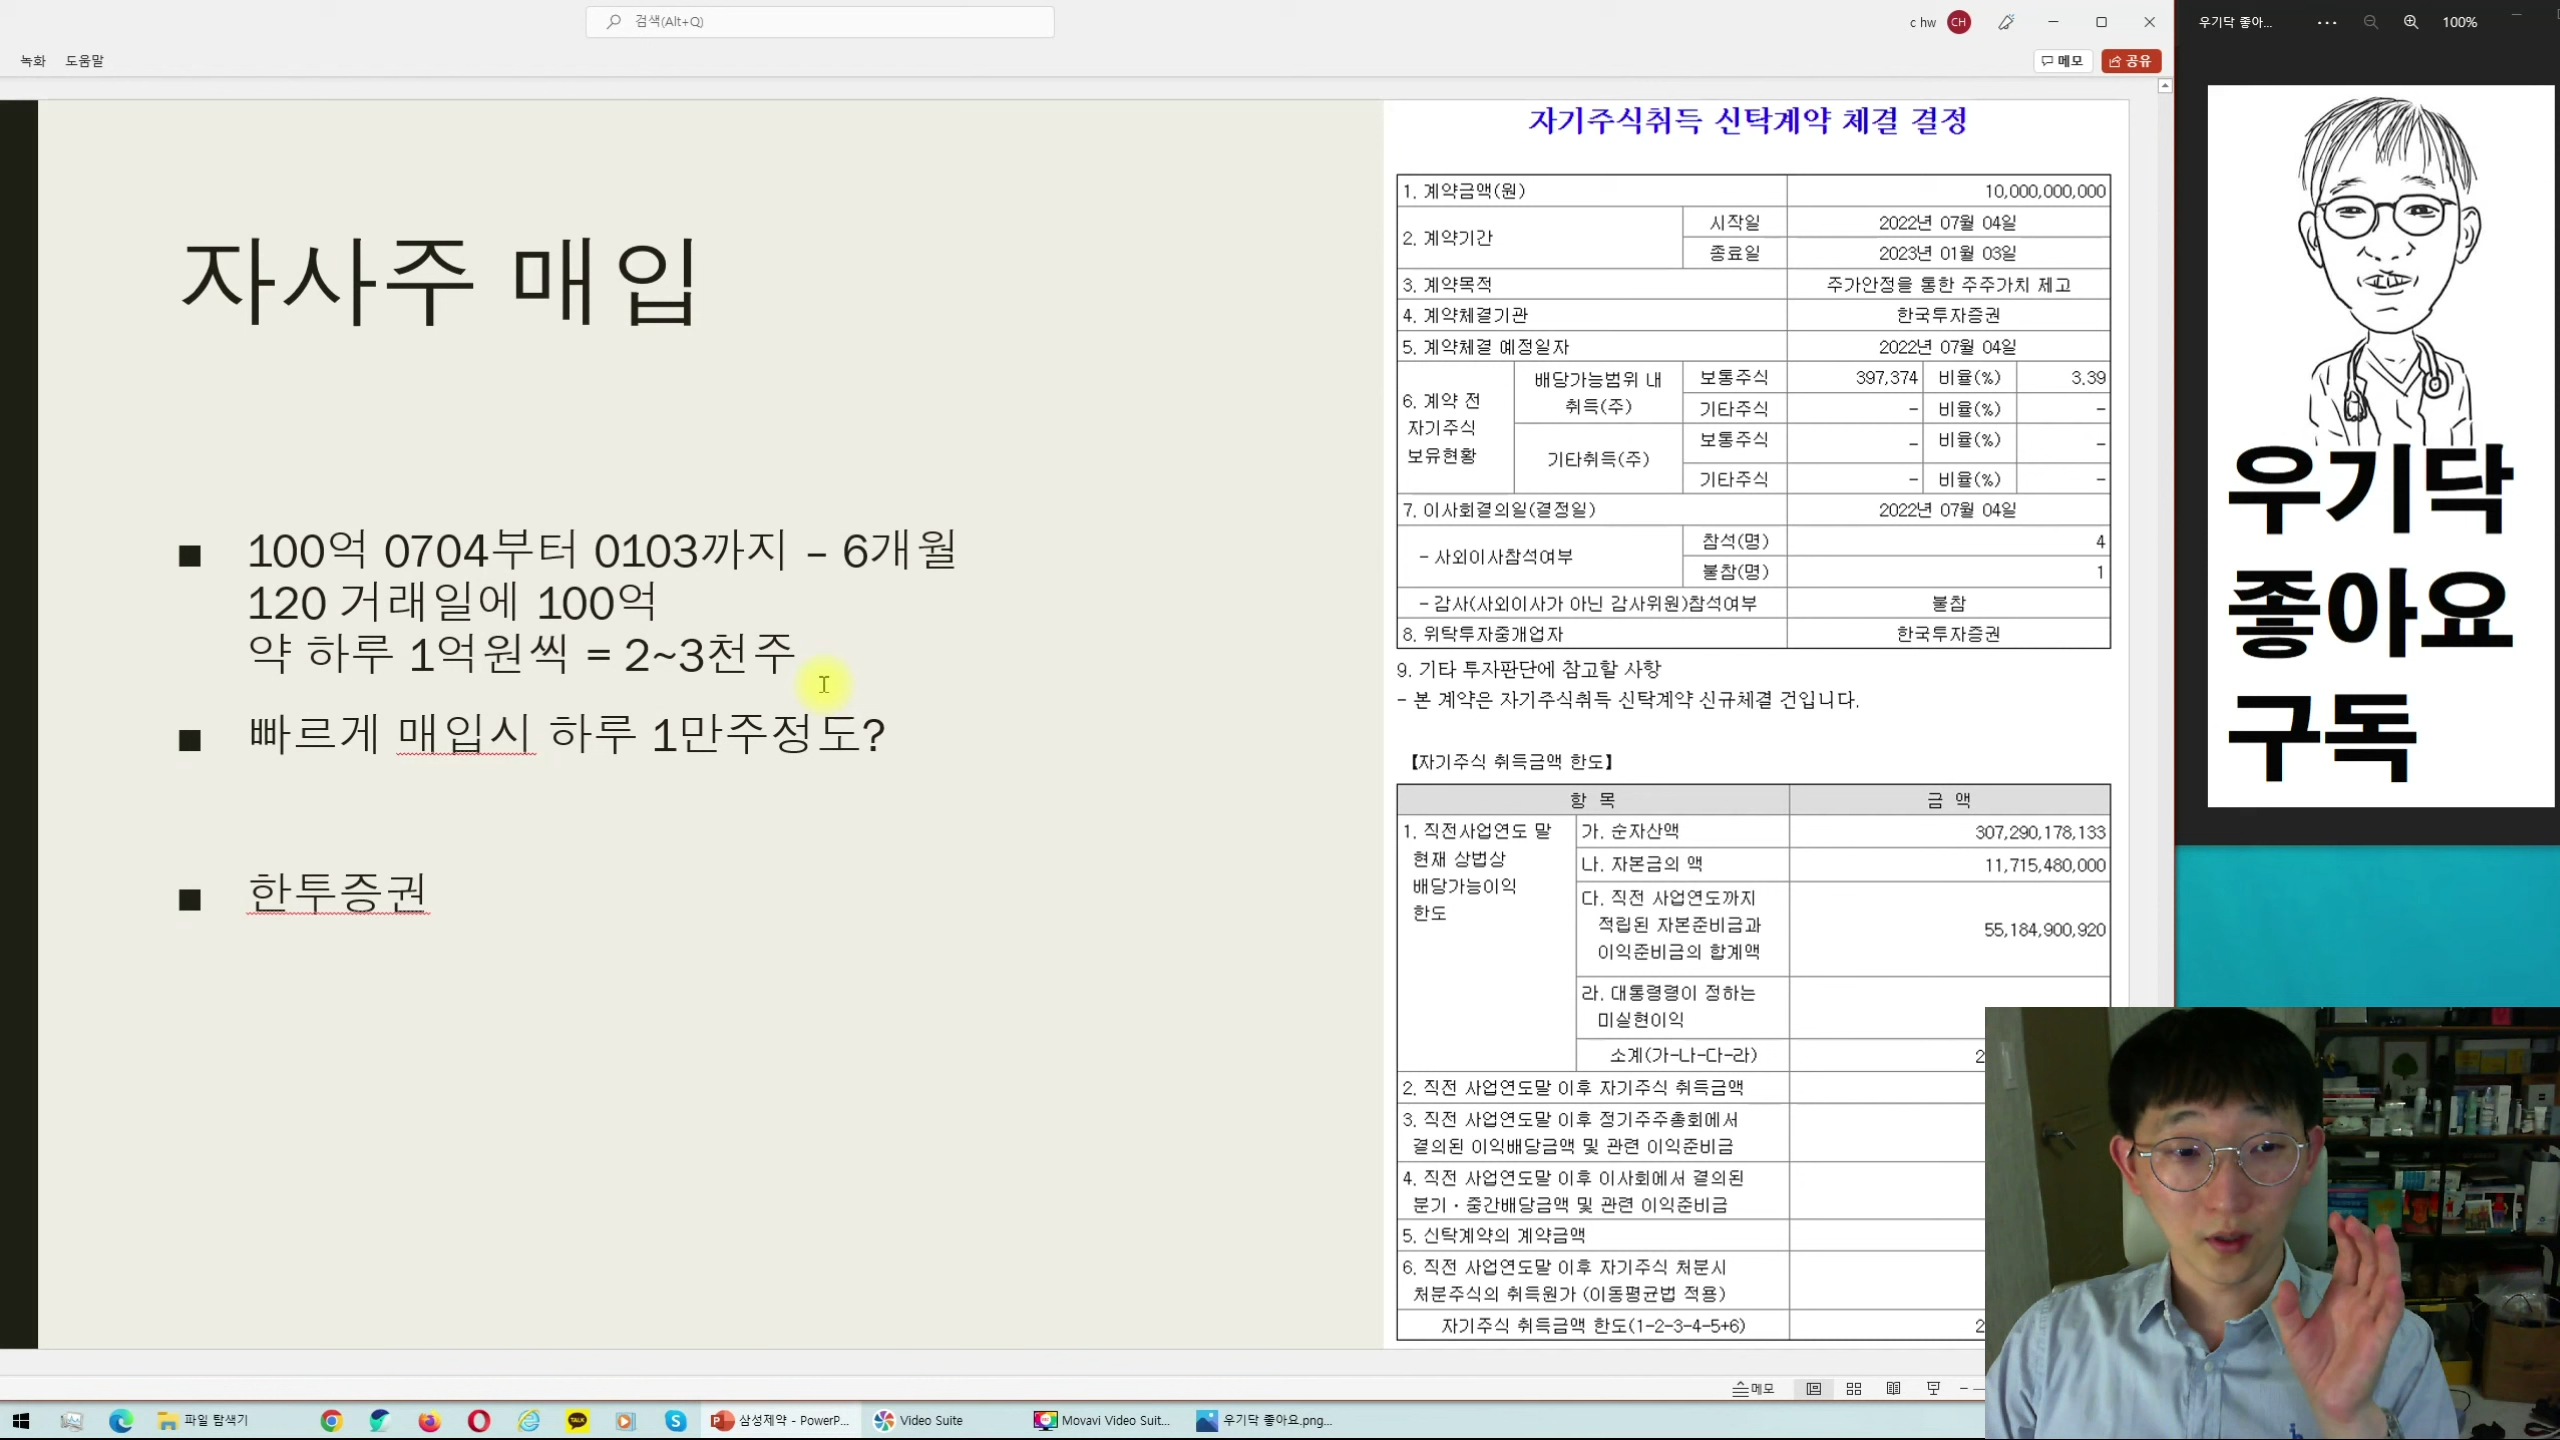 검색(Alt+Q)
c hw CH
우기닥 좋아... ··· 100%
녹화 도움말
메모 공유
자사주 매입
■ 100억 0704부터 0103까지 – 6개월
120 거래일에 100억
약 하루 1억원씩 = 2~3천주
■ 빠르게 매입시 하루 1만주정도?
■ 한투증권
자기주식취득 신탁계약 체결 결정
1. 계약금액(원) 10,000,000,000
2. 계약기간 시작일 2022년 07월 04일
종료일 2023년 01월 03일
3. 계약목적 주가안정을 통한 주주가치 제고
4. 계약체결기관 한국투자증권
5. 계약체결 예정일자 2022년 07월 04일
6. 계약 전 자기주식 보유현황 배당가능범위 내 취득(주) 보통주식 397,374 비율(%) 3.39
기타주식 - 비율(%) -
기타취득(주) 보통주식 - 비율(%) -
기타주식 - 비율(%) -
7. 이사회결의일(결정일) 2022년 07월 04일
- 사외이사참석여부 참석(명) 4
불참(명) 1
- 감사(사외이사가 아닌 감사위원)참석여부 불참
8. 위탁투자중개업자 한국투자증권
9. 기타 투자판단에 참고할 사항
- 본 계약은 자기주식취득 신탁계약 신규체결 건입니다.
【자기주식 취득금액 한도】
항 목 금 액
1. 직전사업연도 말 현재 상법상 배당가능이익 한도 가. 순자산액 307,290,178,133
나. 자본금의 액 11,715,480,000
다. 직전 사업연도까지 적립된 자본준비금과 이익준비금의 합계액 55,184,900,920
라. 대통령령이 정하는 미실현이익
소계(가-나-다-라) 2
2. 직전 사업연도말 이후 자기주식 취득금액
3. 직전 사업연도말 이후 정기주주총회에서
결의된 이익배당금액 및 관련 이익준비금
4. 직전 사업연도말 이후 이사회에서 결의된
분기·중간배당금액 및 관련 이익준비금
5. 신탁계약의 계약금액
6. 직전 사업연도말 이후 자기주식 처분시
처분주식의 취득원가 (이동평균법 적용)
자기주식 취득금액 한도(1-2-3-4-5+6) 2
우기닥
좋아요
구독
메모
파일 탐색기 TALK 삼성제약 - PowerP... Video Suite Movavi Video Suit... 우기닥 좋아요.png...